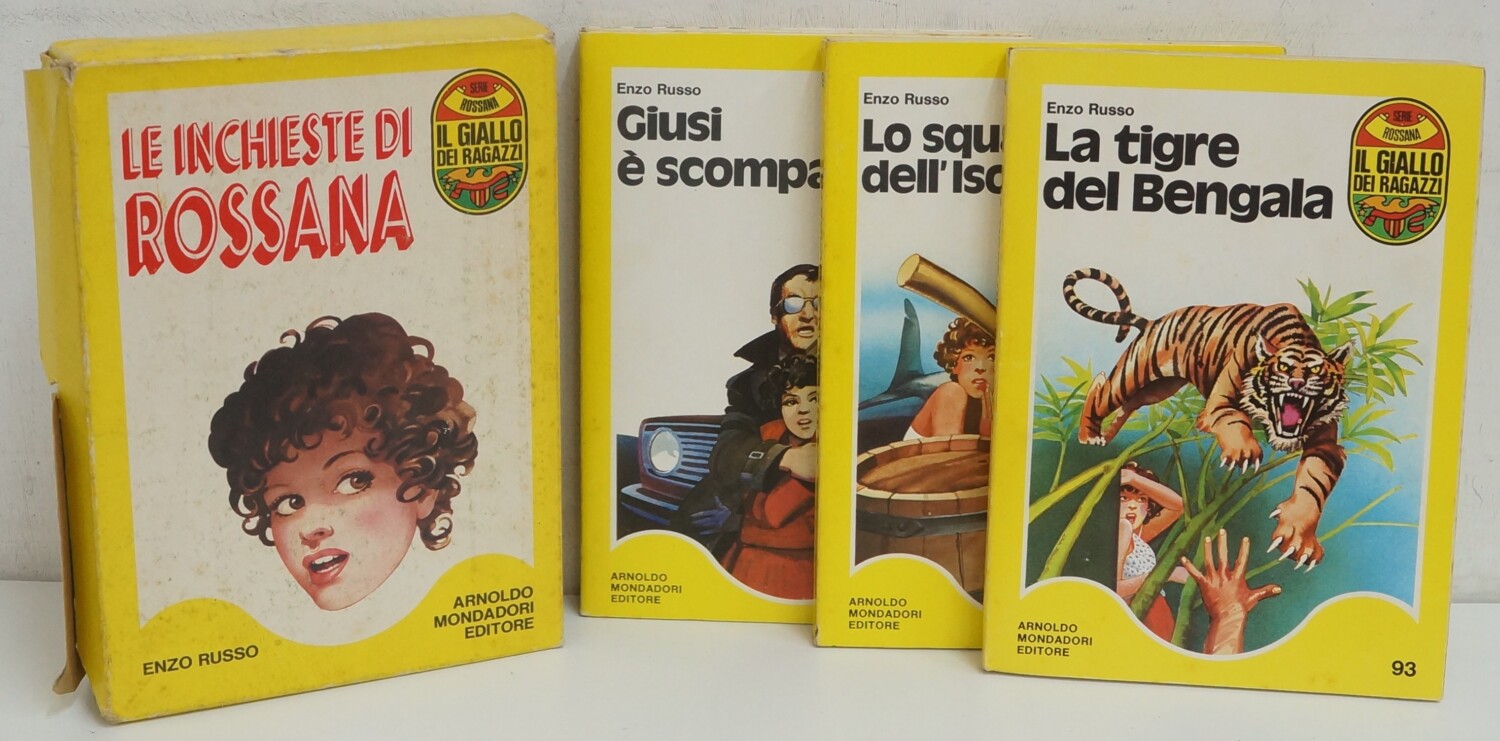 LE INCHIESTE DI
ROSSANA
SERIE
ROSSANA
IL GIALLO
DEI RAGAZZI
ENZO RUSSO
ARNOLDO
MONDADORI
EDITORE
Enzo Russo
Giusi
è scompa
ARNOLDO
MONDADORI
EDITORE
Enzo Russo
Lo squ
dell'Iso
ARNOLDO
MONDADORI
EDITORE
Enzo Russo
La tigre
del Bengala
SERIE
ROSSANA
IL GIALLO
DEI RAGAZZI
ARNOLDO
MONDADORI
EDITORE
93